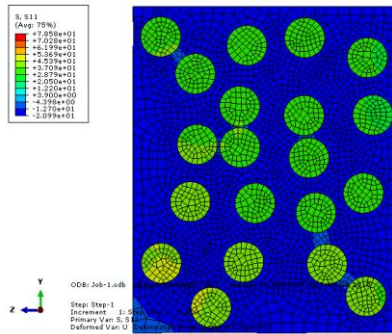 S, S11
(Avg: 75%)
+7.858e+01
+7.028e+01
+6.199e+01
+5.369e+01
+4.539e+01
+3.709e+01
+2.879e+01
+2.050e+01
+1.220e+01
+3.900e+00
-4.398e+00
-1.270e+01
-2.099e+01
Y
Z
ODB: Job-1.odb
Step: Step-1
Increment 1: Step
Primary Var: S, S11
Deformed Var: U